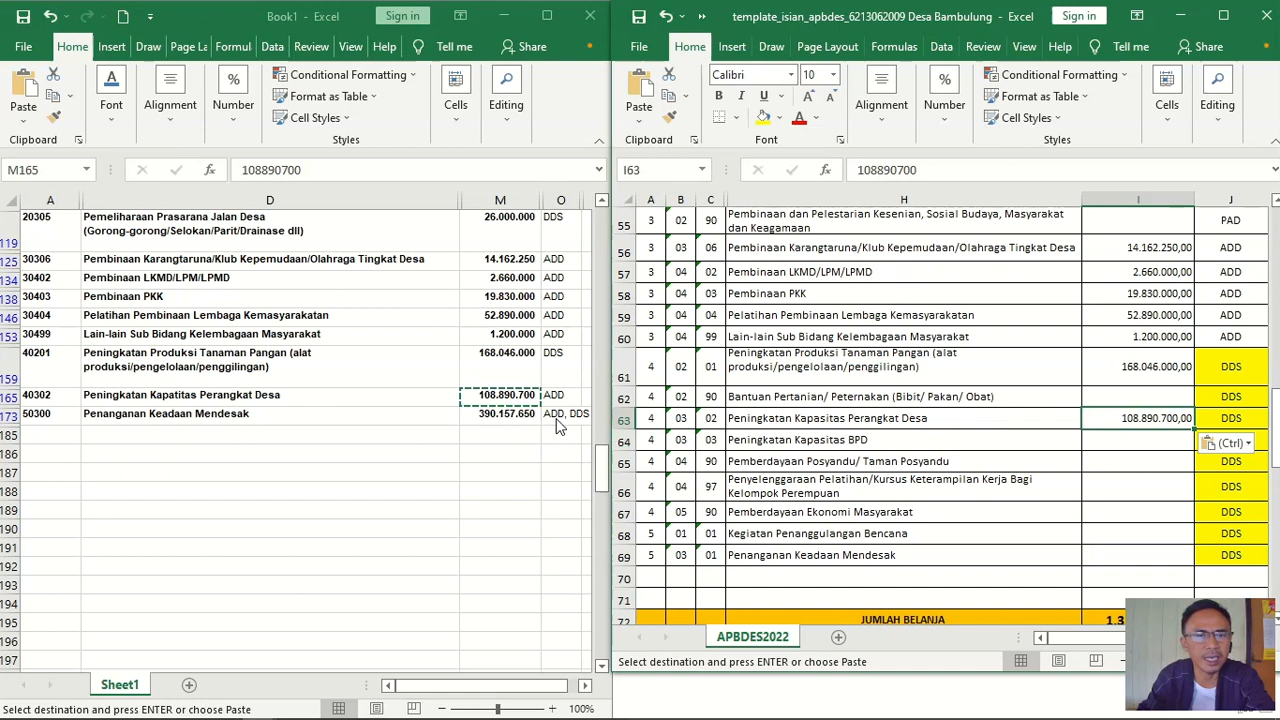 Book1 - Excel
Sign in
File Home Insert Draw Page La Formul Data Review View Help Tell me Share
Paste
Clipboard
Font
Alignment
Number
Conditional Formatting
Format as Table
Cell Styles
Styles
Cells
Editing
M165
fx
108890700
A D M O
119 20305 Pemeliharaan Prasarana Jalan Desa 26.000.000 DDS
(Gorong-gorong/Selokan/Parit/Drainase dll)
125 30306 Pembinaan Karangtaruna/Klub Kepemudaan/Olahraga Tingkat Desa 14.162.250 ADD
134 30402 Pembinaan LKMD/LPM/LPMD 2.660.000 ADD
138 30403 Pembinaan PKK 19.830.000 ADD
146 30404 Pelatihan Pembinaan Lembaga Kemasyarakatan 52.890.000 ADD
153 30499 Lain-lain Sub Bidang Kelembagaan Masyarakat 1.200.000 ADD
159 40201 Peningkatan Produksi Tanaman Pangan (alat 168.046.000 DDS
produksi/pengelolaan/penggilingan)
165 40302 Peningkatan Kapatitas Perangkat Desa 108.890.700 ADD
173 50300 Penanganan Keadaan Mendesak 390.157.650 ADD, DDS
185
186
187
188
189
190
191
192
193
194
195
196
197
Sheet1
Select destination and press ENTER or choose Paste
100%
template_isian_apbdes_6213062009 Desa Bambulung - Excel
Sign in
File Home Insert Draw Page Layout Formulas Data Review View Help Tell me Share
Paste
Clipboard
Calibri 10
B I U
A A
A
Font
Alignment
Number
Conditional Formatting
Format as Table
Cell Styles
Styles
Cells
Editing
I63
fx
108890700
A B C H I J
55 3 02 90 Pembinaan dan Pelestarian Kesenian, Sosial Budaya, Masyarakat PAD
dan Keagamaan
56 3 03 06 Pembinaan Karangtaruna/Klub Kepemudaan/Olahraga Tingkat Desa 14.162.250,00 ADD
57 3 04 02 Pembinaan LKMD/LPM/LPMD 2.660.000,00 ADD
58 3 04 03 Pembinaan PKK 19.830.000,00 ADD
59 3 04 04 Pelatihan Pembinaan Lembaga Kemasyarakatan 52.890.000,00 ADD
60 3 04 99 Lain-lain Sub Bidang Kelembagaan Masyarakat 1.200.000,00 ADD
61 4 02 01 Peningkatan Produksi Tanaman Pangan (alat 168.046.000,00 DDS
produksi/pengelolaan/penggilingan)
62 4 02 90 Bantuan Pertanian/ Peternakan (Bibit/ Pakan/ Obat) DDS
63 4 03 02 Peningkatan Kapasitas Perangkat Desa 108.890.700,00 DDS
64 4 03 03 Peningkatan Kapasitas BPD
(Ctrl)
65 4 04 90 Pemberdayaan Posyandu/ Taman Posyandu DDS
66 4 04 97 Penyelenggaraan Pelatihan/Kursus Keterampilan Kerja Bagi DDS
Kelompok Perempuan
67 4 05 90 Pemberdayaan Ekonomi Masyarakat DDS
68 5 01 01 Kegiatan Penanggulangan Bencana DDS
69 5 03 01 Penanganan Keadaan Mendesak DDS
70
71
72 JUMLAH BELANJA 1.3
APBDES2022
Select destination and press ENTER or choose Paste